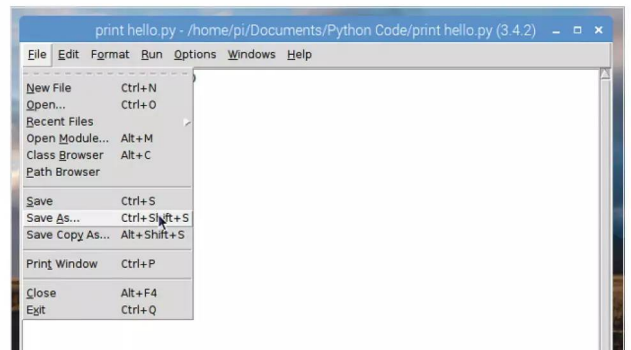 print hello.py - /home/pi/Documents/Python Code/print hello.py (3.4.2)
File Edit Format Run Options Windows Help
)
New File Ctrl+N
Open... Ctrl+O
Recent Files
Open Module... Alt+M
Class Browser Alt+C
Path Browser
Save Ctrl+S
Save As... Ctrl+Shift+S
Save Copy As... Alt+Shift+S
Print Window Ctrl+P
Close Alt+F4
Exit Ctrl+Q